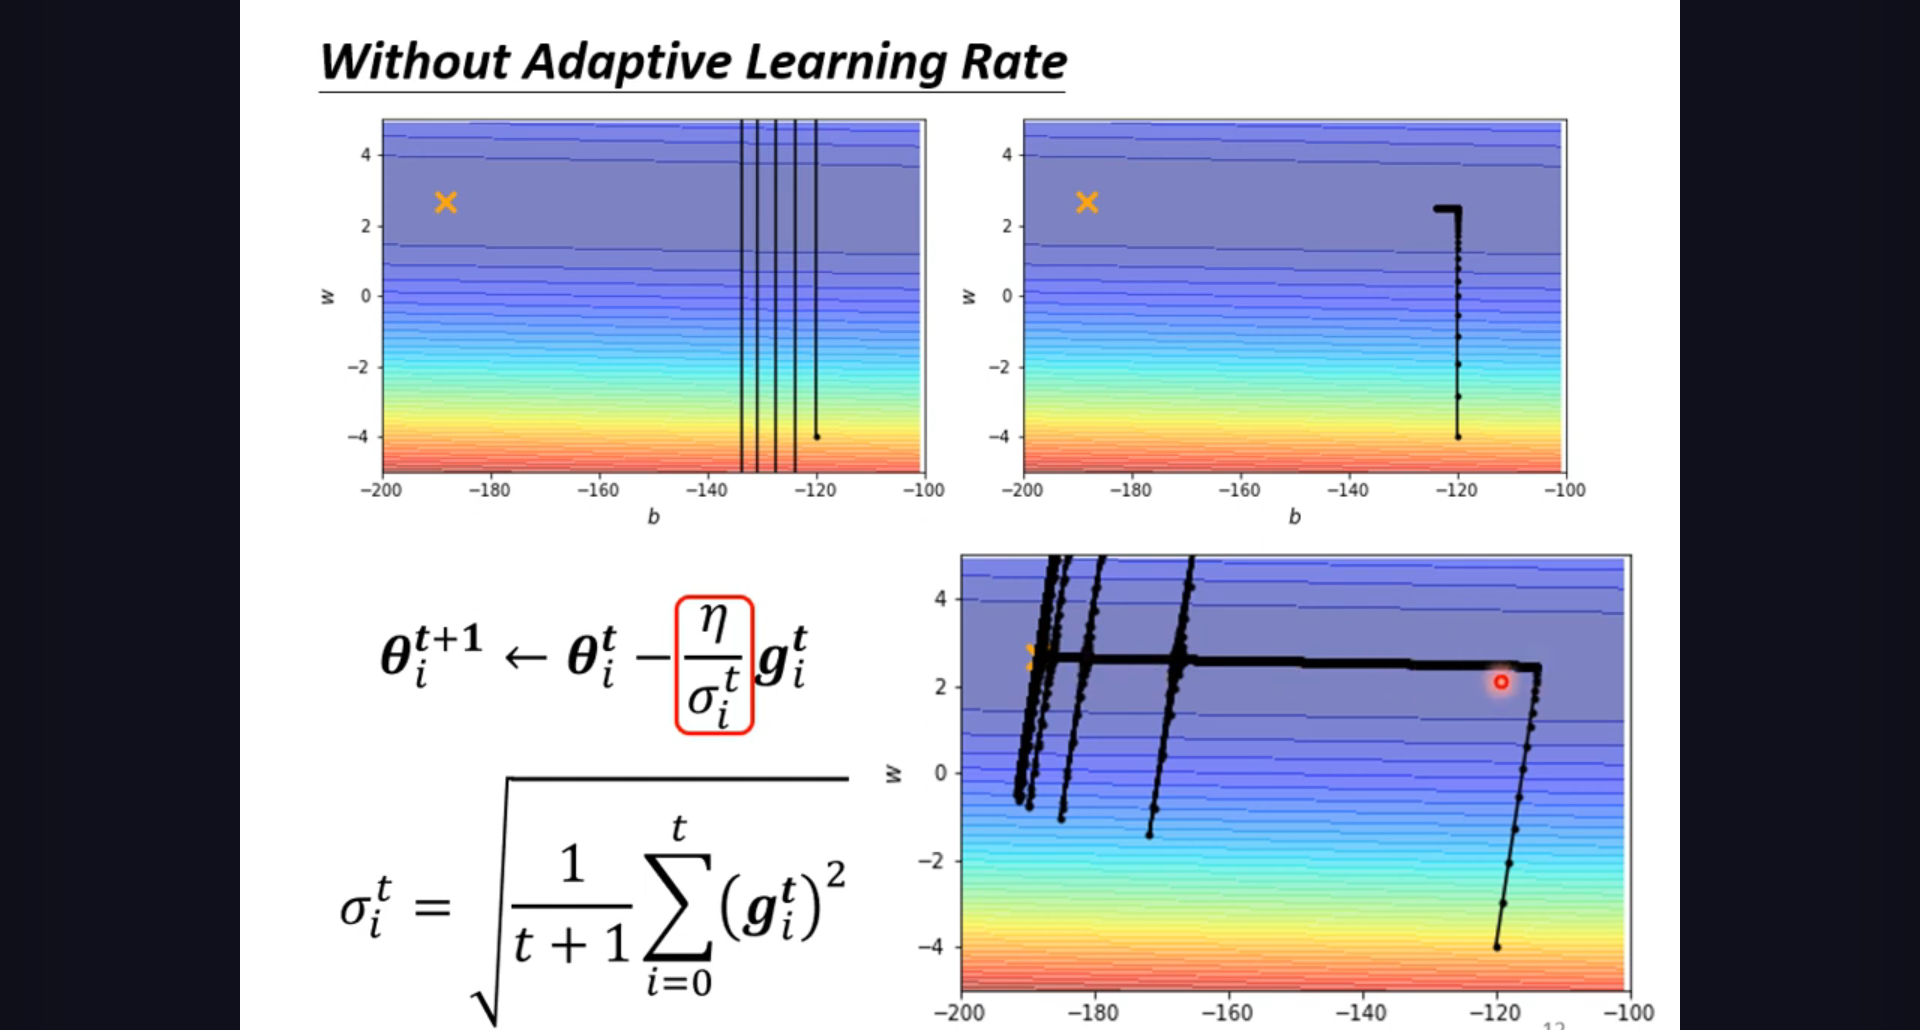 Without Adaptive Learning Rate
4
2
0
−2
−4
w
−200 −180 −160 −140 −120 −100
b
4
2
0
−2
−4
w
−200 −180 −160 −140 −120 −100
b
θ_i^{t+1} ← θ_i^t − η/σ_i^t g_i^t
σ_i^t = √(1/(t + 1) ∑_{i=0}^{t} (g_i^t)^2)
4
2
0
−2
−4
w
−200 −180 −160 −140 −120 −100